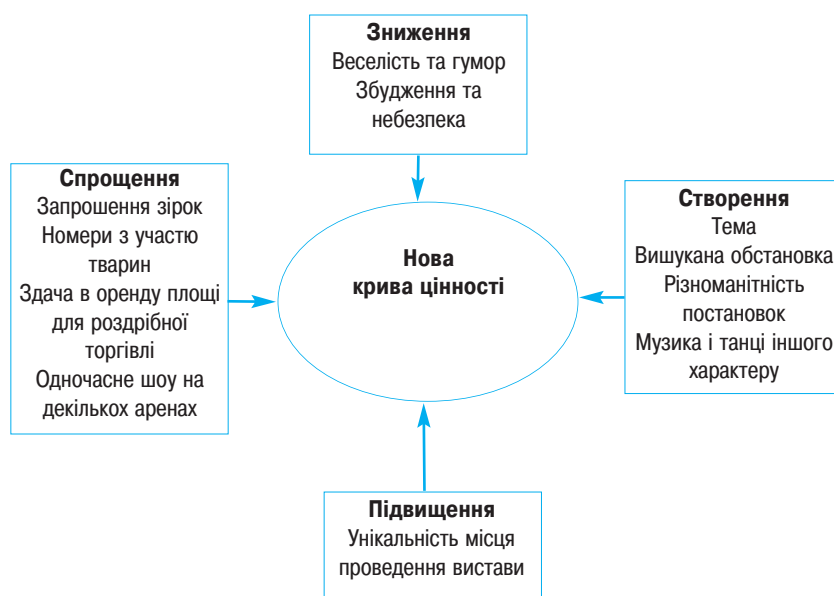 Зниження
Веселість та гумор
Збудження та
небезпека
Спрощення
Запрошення зірок
Номери з участю
тварин
Здача в оренду площі
для роздрібної
торгівлі
Одночасне шоу на
декількох аренах
Нова
крива цінності
Створення
Тема
Вишукана обстановка
Різноманітність
постановок
Музика і танці іншого
характеру
Підвищення
Унікальність місця
проведення вистави